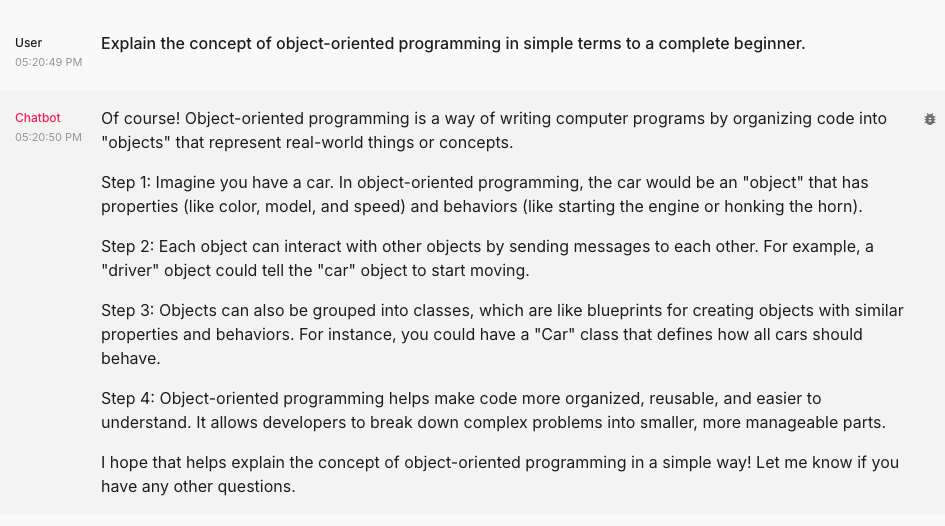 User
Explain the concept of object-oriented programming in simple terms to a complete beginner.
05:20:49 PM
Chatbot
Of course! Object-oriented programming is a way of writing computer programs by organizing code into
05:20:50 PM
"objects" that represent real-world things or concepts.
Step 1: Imagine you have a car. In object-oriented programming, the car would be an "object" that has
properties (like color, model, and speed) and behaviors (like starting the engine or honking the horn).
Step 2: Each object can interact with other objects by sending messages to each other. For example, a
"driver" object could tell the "car" object to start moving.
Step 3: Objects can also be grouped into classes, which are like blueprints for creating objects with similar
properties and behaviors. For instance, you could have a "Car" class that defines how all cars should
behave.
Step 4: Object-oriented programming helps make code more organized, reusable, and easier to
understand. It allows developers to break down complex problems into smaller, more manageable parts.
I hope that helps explain the concept of object-oriented programming in a simple way! Let me know if you
have any other questions.